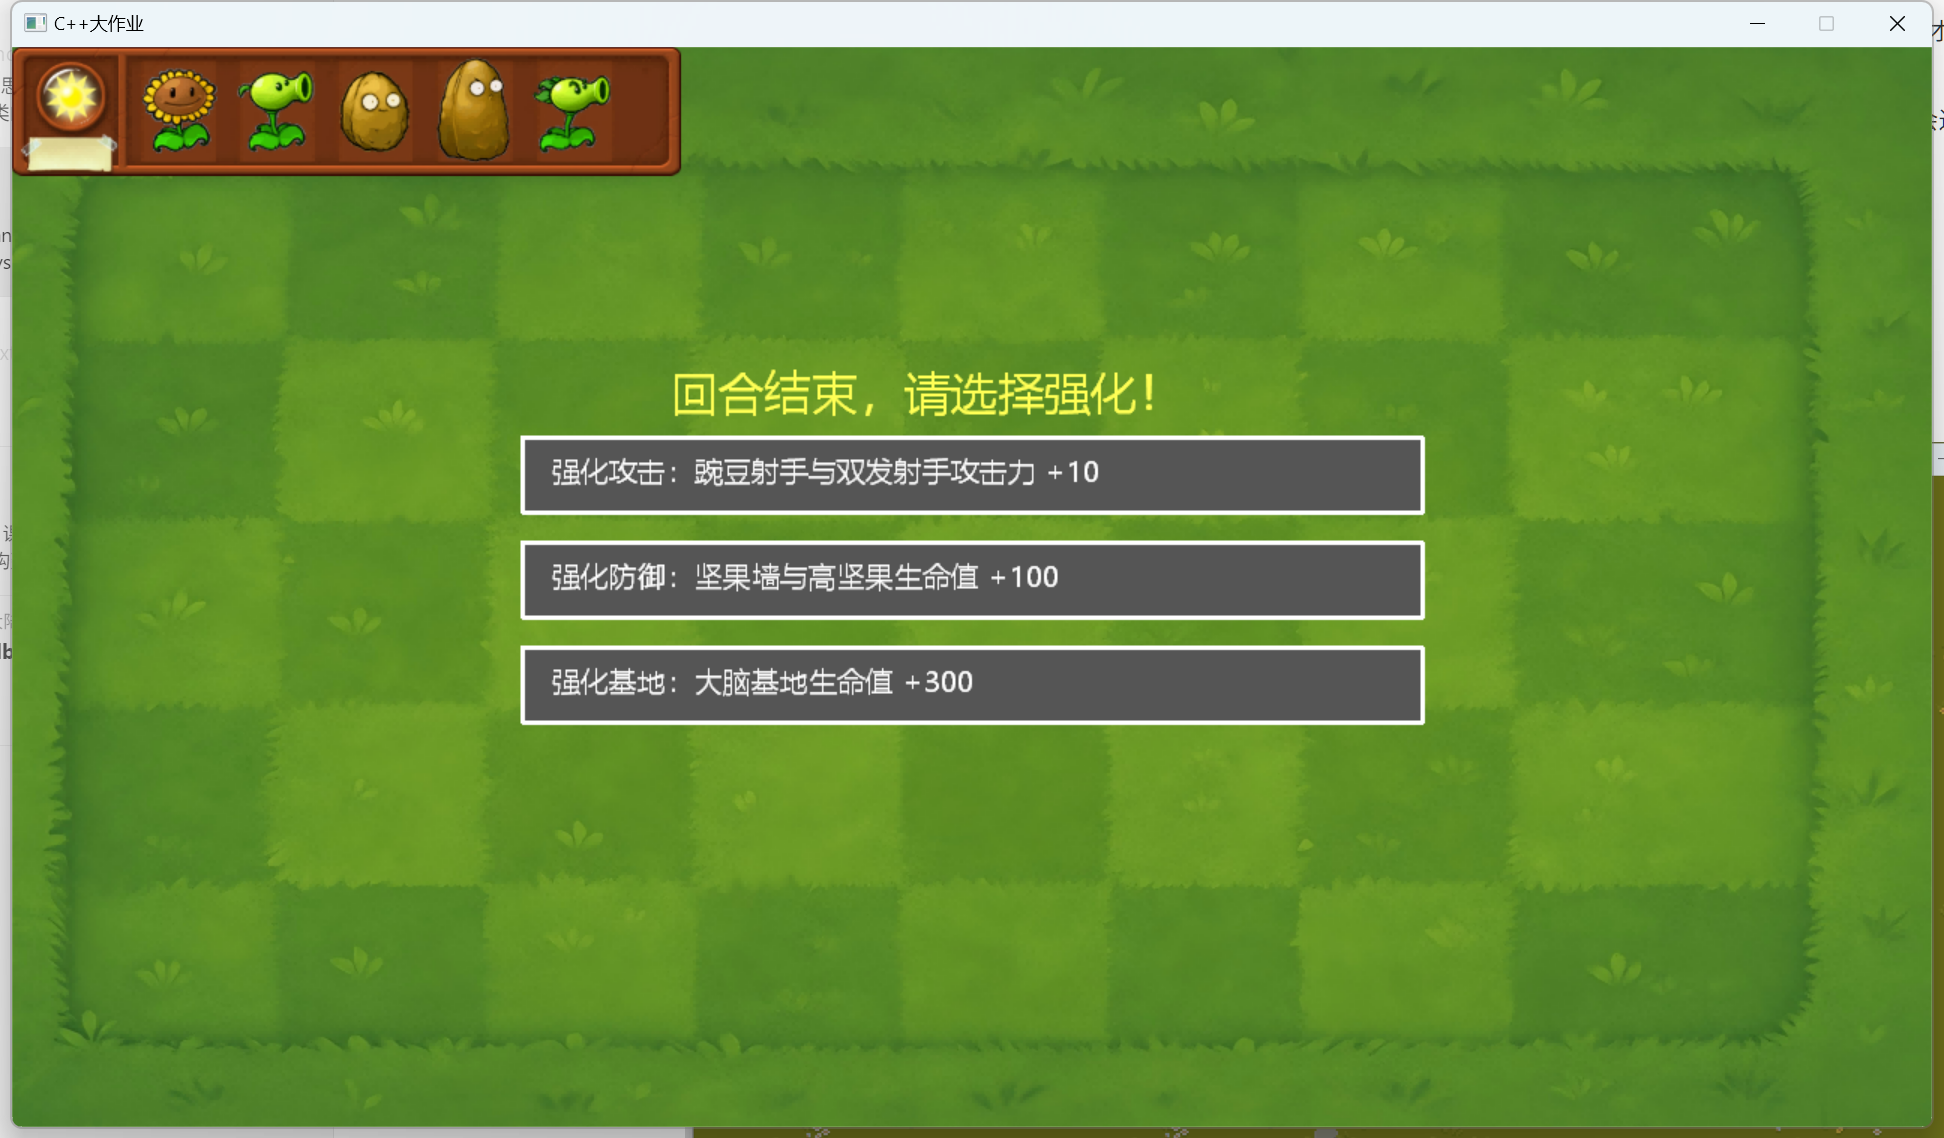 C++大作业
回合结束，请选择强化！
强化攻击：豌豆射手与双发射手攻击力 +10
强化防御：坚果墙与高坚果生命值 +100
强化基地：大脑基地生命值 +300